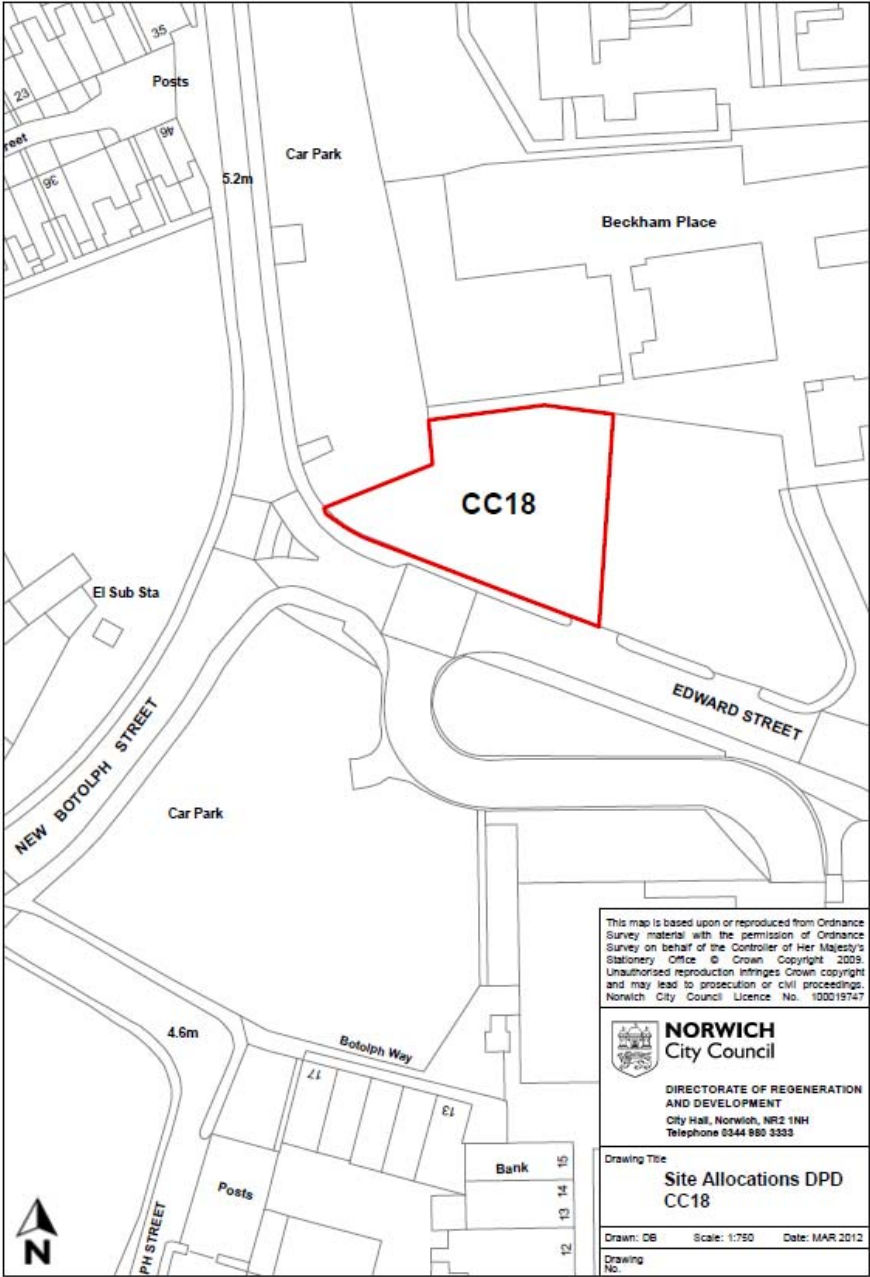 35
Posts
23
reet
46
36
5.2m
Car Park
Beckham Place
CC18
El Sub Sta
EDWARD STREET
NEW BOTOLPH STREET
Car Park
4.6m
Botolph Way
17
13
Bank
15
14
13
12
Posts
PH STREET
N
This map is based upon or reproduced from Ordnance
Survey material with the permission of Ordnance
Survey on behalf of the Controller of Her Majesty's
Stationery Office © Crown Copyright 2009.
Unauthorised reproduction infringes Crown copyright
and may lead to prosecution or civil proceedings.
Norwich City Council Licence No. 100019747
NORWICH
City Council
DIRECTORATE OF REGENERATION
AND DEVELOPMENT
City Hall, Norwich, NR2 1NH
Telephone 0344 980 3333
Drawing Title
Site Allocations DPD
CC18
Drawn: DB Scale: 1:750 Date: MAR 2012
Drawing
No.